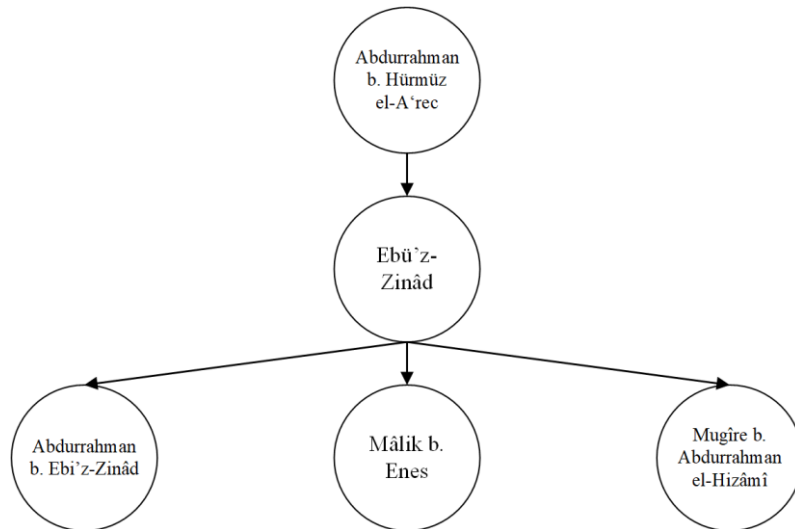 Abdurrahman
b. Hürmüz
el-A‘rec
Ebü’z-
Zinâd
Abdurrahman
b. Ebi’z-Zinâd
Mâlik b.
Enes
Mugîre b.
Abdurrahman
el-Hizâmî